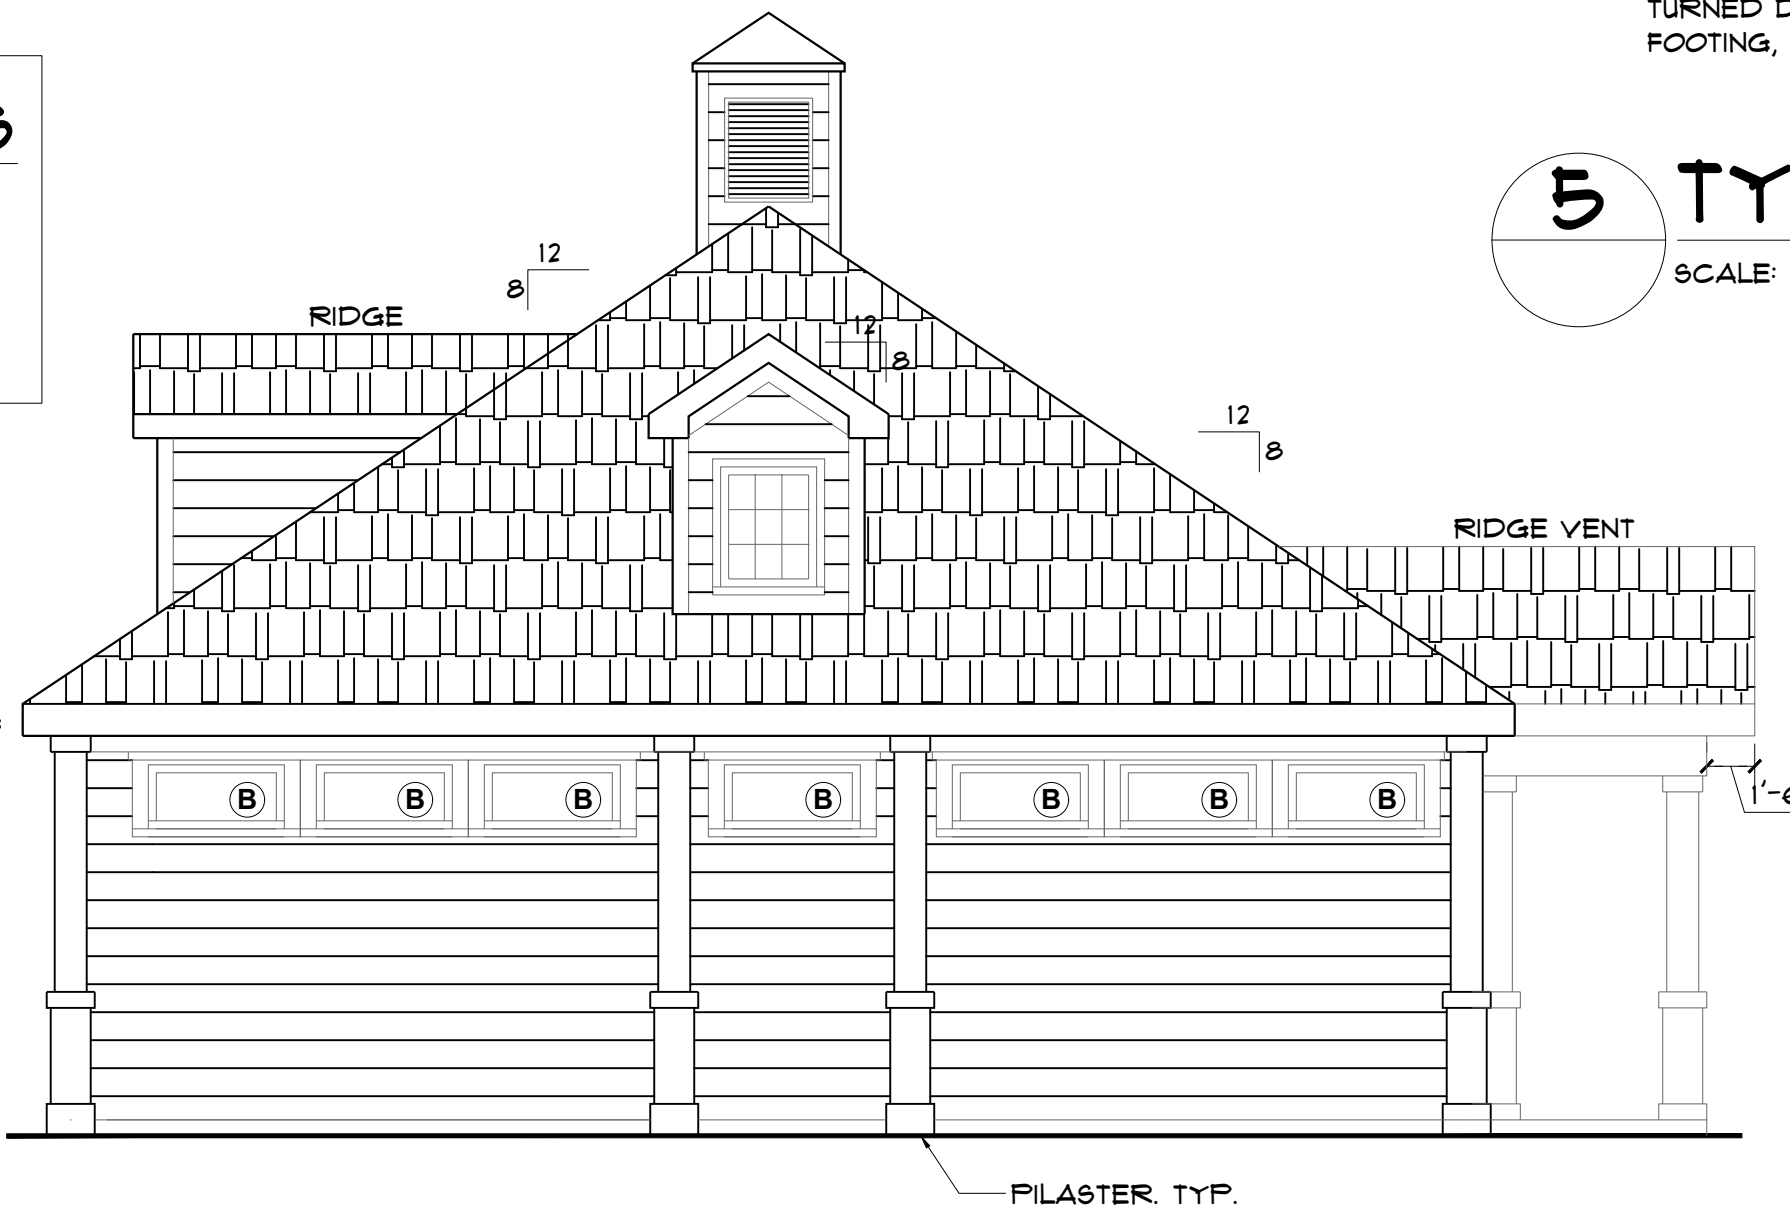 TURNED
FOOTING,
5
SCALE:
12
8
RIDGE
12
8
12
8
RIDGE VENT
B B B B B B B
PILASTER. TYP.